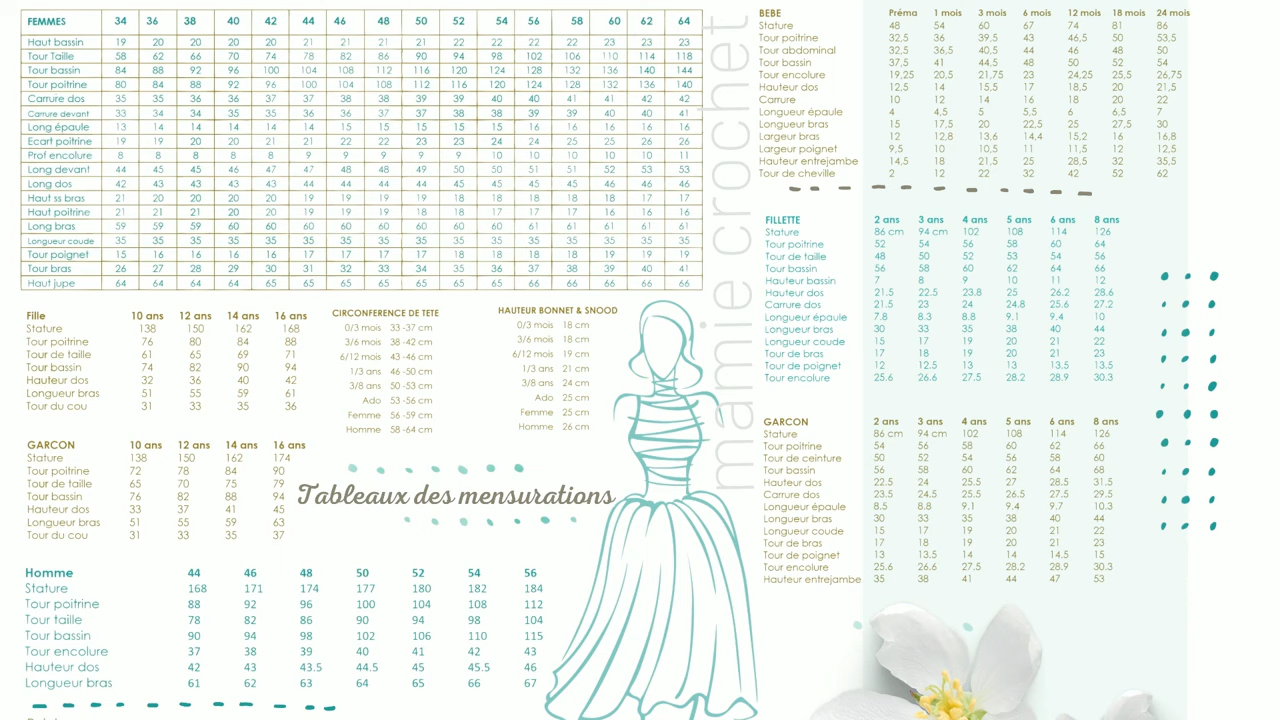 FEMMES 34 36 38 40 42 44 46 48 50 52 54 56 58 60 62 64
Haut bassin 19 20 20 20 20 21 21 21 21 22 22 22 22 23 23 23
Tour Taille 58 62 66 70 74 78 82 86 90 94 98 102 106 110 114 118
Tour bassin 84 88 92 96 100 104 108 112 116 120 124 128 132 136 140 144
Tour poitrine 80 84 88 92 96 100 104 108 112 116 120 124 128 132 136 140
Carrure dos 35 35 36 36 37 37 38 38 39 39 40 40 41 41 42 42
Carrure devant 33 34 34 35 35 36 36 37 37 38 38 39 39 40 40 41
Long épaule 13 14 14 14 14 14 15 15 15 15 15 16 16 16 16 16
Ecart poitrine 19 19 20 20 21 21 22 22 23 23 24 24 25 25 26 26
Prof encolure 8 8 8 8 8 9 9 9 9 9 10 10 10 10 10 11
Long devant 44 45 45 46 47 47 48 48 49 50 50 51 51 52 53 53
Long dos 42 43 43 43 43 44 44 44 44 45 45 45 45 46 46 46
Haut ss bras 21 20 20 20 20 19 19 19 19 18 18 18 18 18 17 17
Haut poitrine 21 21 21 20 20 19 19 19 18 18 17 17 17 16 16 16
Long bras 59 59 59 60 60 60 60 60 60 60 60 61 61 61 61 61
Longueur coude 35 35 35 35 35 35 35 35 35 35 35 35 35 35 35 35
Tour poignet 15 16 16 16 16 17 17 17 17 18 18 18 18 19 19 19
Tour bras 26 27 28 29 30 31 32 33 34 35 36 37 38 39 40 41
Haut jupe 64 64 64 64 65 65 65 65 65 65 66 66 66 66 66 66
mamie crochet
BEBE Préma 1 mois 3 mois 6 mois 12 mois 18 mois 24 mois
Stature 48 54 60 67 74 81 86
Tour poitrine 32,5 36 39,5 43 46,5 50 53,5
Tour abdominal 32,5 36,5 40,5 44 46 48 50
Tour bassin 37,5 41 44,5 48 50 52 54
Tour encolure 19,25 20,5 21,75 23 24,25 25,5 26,75
Hauteur dos 12,5 14 15,5 17 18,5 20 21,5
Carrure 10 12 14 16 18 20 22
Longueur épaule 4 4,5 5 5,5 6 6,5 7
Longueur bras 15 17,5 20 22,5 25 27,5 30
Largeur bras 12 12,8 13,6 14,4 15,2 16 16,8
Largeur poignet 9,5 10 10,5 11 11,5 12 12,5
Hauteur entrejambe 14,5 18 21,5 25 28,5 32 35,5
Tour de cheville 2 12 22 32 42 52 62
FILLETTE 2 ans 3 ans 4 ans 5 ans 6 ans 8 ans
Stature 86 cm 94 cm 102 108 114 126
Tour poitrine 52 54 56 58 60 64
Tour de taille 48 50 52 53 54 56
Tour bassin 56 58 60 62 64 66
Hauteur bassin 7 8 9 10 11 12
Hauteur dos 21.5 22.5 23.8 25 26.2 28.6
Carrure dos 21.5 23 24 24.8 25.6 27.2
Longueur épaule 7.8 8.3 8.8 9.1 9.4 10
Longueur bras 30 33 35 38 40 44
Longueur coude 15 17 19 20 21 22
Tour de bras 17 18 19 20 21 23
Tour de poignet 12 12.5 13 13 13.5 13.5
Tour encolure 25.6 26.6 27.5 28.2 28.9 30.3
Fille 10 ans 12 ans 14 ans 16 ans
Stature 138 150 162 168
Tour poitrine 76 80 84 88
Tour de taille 61 65 69 71
Tour bassin 74 82 90 94
Hauteur dos 32 36 40 42
Longueur bras 51 55 59 61
Tour du cou 31 33 35 36
CIRCONFERENCE DE TETE
0/3 mois 33 -37 cm
3/6 mois 38 -42 cm
6/12 mois 43 -46 cm
1/3 ans 46 -50 cm
3/8 ans 50 -53 cm
Ado 53 -56 cm
Femme 56 -59 cm
Homme 58 -64 cm
HAUTEUR BONNET & SNOOD
0/3 mois 18 cm
3/6 mois 18 cm
6/12 mois 19 cm
1/3 ans 21 cm
3/8 ans 24 cm
Ado 25 cm
Femme 25 cm
Homme 26 cm
GARCON 10 ans 12 ans 14 ans 16 ans
Stature 138 150 162 174
Tour poitrine 72 78 84 90
Tour de taille 65 70 75 79
Tour bassin 76 82 88 94
Hauteur dos 33 37 41 45
Longueur bras 51 55 59 63
Tour du cou 31 33 35 37
Tableaux des mensurations
GARCON 2 ans 3 ans 4 ans 5 ans 6 ans 8 ans
Stature 86 cm 94 cm 102 108 114 126
Tour poitrine 54 56 58 60 62 66
Tour de ceinture 50 52 54 56 58 60
Tour bassin 56 58 60 62 64 68
Hauteur dos 22.5 24 25.5 27 28.5 31.5
Carrure dos 23.5 24.5 25.5 26.5 27.5 29.5
Longueur épaule 8.5 8.8 9.1 9.4 9.7 10.3
Longueur bras 30 33 35 38 40 44
Longueur coude 15 17 19 20 21 22
Tour de bras 17 18 19 20 21 22
Tour de poignet 13 13.5 14 14 14.5 15
Tour encolure 25.6 26.6 27.5 28.2 28.9 30.3
Hauteur entrejambe 35 38 41 44 47 53
Homme 44 46 48 50 52 54 56
Stature 168 171 174 177 180 182 184
Tour poitrine 88 92 96 100 104 108 112
Tour taille 78 82 86 90 94 98 104
Tour bassin 90 94 98 102 106 110 115
Tour encolure 37 38 39 40 41 42 43
Hauteur dos 42 43 43.5 44.5 45 45.5 46
Longueur bras 61 62 63 64 65 66 67